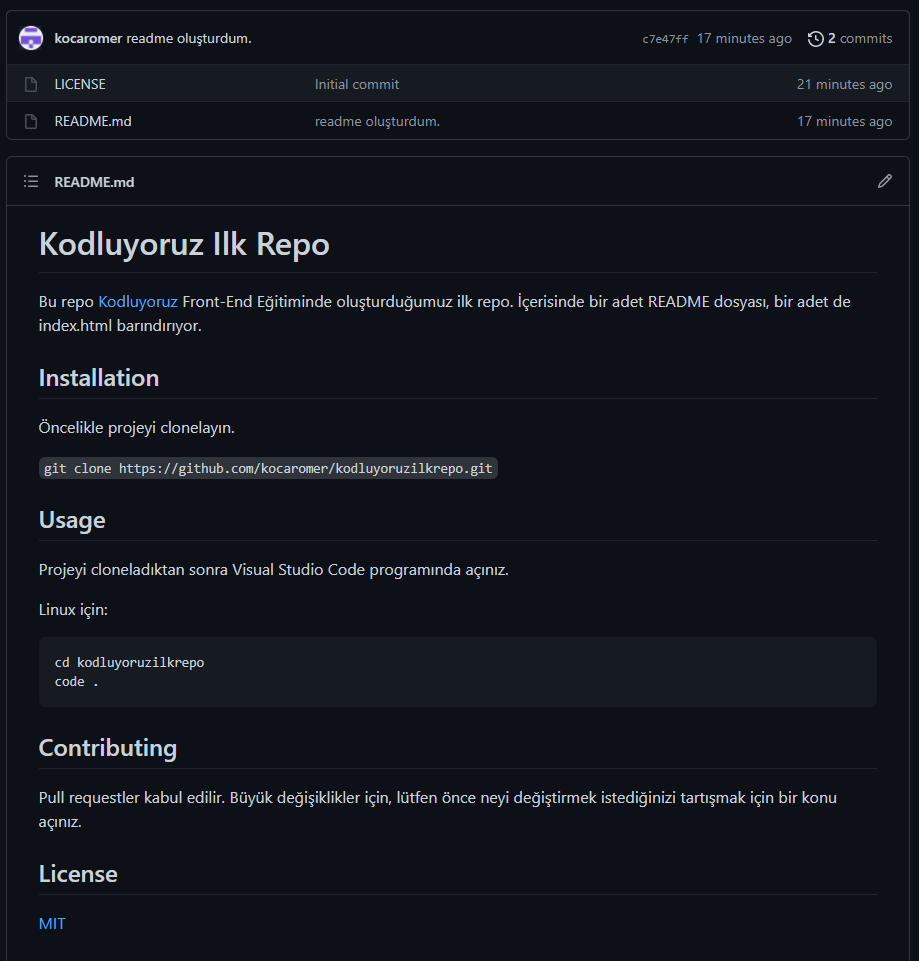 kocaromer readme oluşturdum. c7e47ff 17 minutes ago 2 commits
LICENSE Initial commit 21 minutes ago
README.md readme oluşturdum. 17 minutes ago
README.md
Kodluyoruz Ilk Repo
Bu repo Kodluyoruz Front-End Eğitiminde oluşturduğumuz ilk repo. İçerisinde bir adet README dosyası, bir adet de
index.html barındırıyor.
Installation
Öncelikle projeyi clonelayın.
git clone https://github.com/kocaromer/kodluyoruzilkrepo.git
Usage
Projeyi cloneladıktan sonra Visual Studio Code programında açınız.
Linux için:
cd kodluyoruzilkrepo
code .
Contributing
Pull requestler kabul edilir. Büyük değişiklikler için, lütfen önce neyi değiştirmek istediğinizi tartışmak için bir konu
açınız.
License
MIT